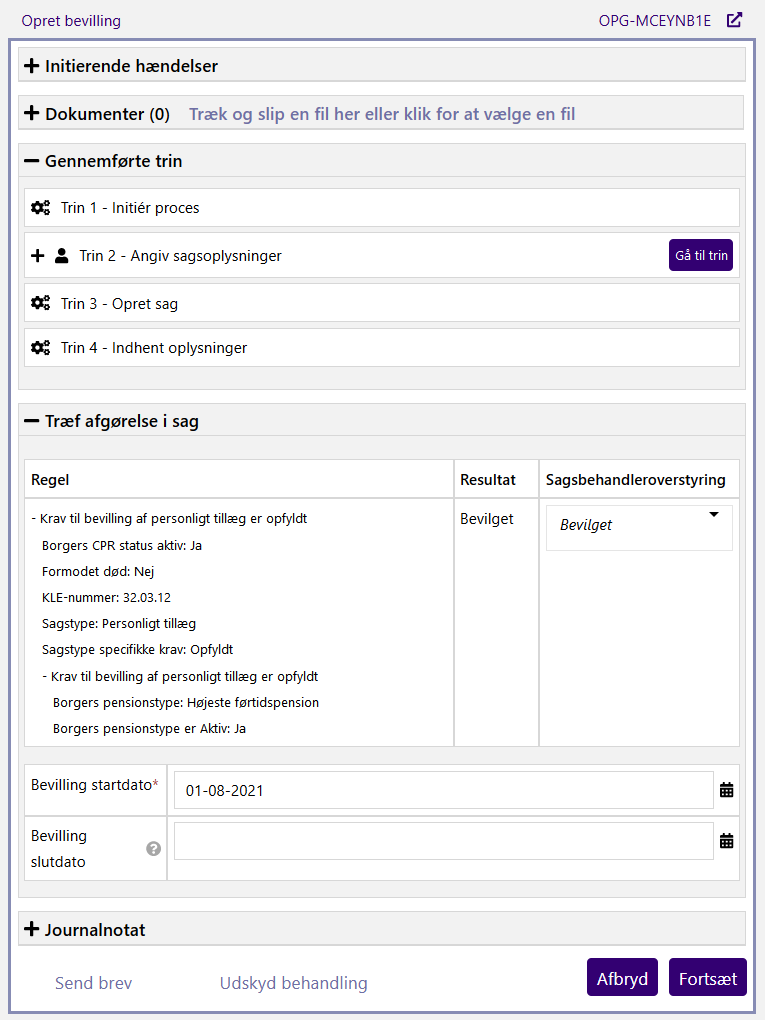 Opret bevilling OPG-MCEYNB1E
Initierende hændelser
Dokumenter (0) Træk og slip en fil her eller klik for at vælge en fil
Gennemførte trin
Trin 1 - Initiér proces
Trin 2 - Angiv sagsoplysninger Gå til trin
Trin 3 - Opret sag
Trin 4 - Indhent oplysninger
Træf afgørelse i sag
Regel Resultat Sagsbehandleroverstyring
- Krav til bevilling af personligt tillæg er opfyldt Bevilget Bevilget
Borgers CPR status aktiv: Ja
Formodet død: Nej
KLE-nummer: 32.03.12
Sagstype: Personligt tillæg
Sagstype specifikke krav: Opfyldt
- Krav til bevilling af personligt tillæg er opfyldt
Borgers pensionstype: Højeste førtidspension
Borgers pensionstype er Aktiv: Ja
Bevilling startdato* 01-08-2021
Bevilling
slutdato ?
Journalnotat
Send brev Udskyd behandling Afbryd Fortsæt